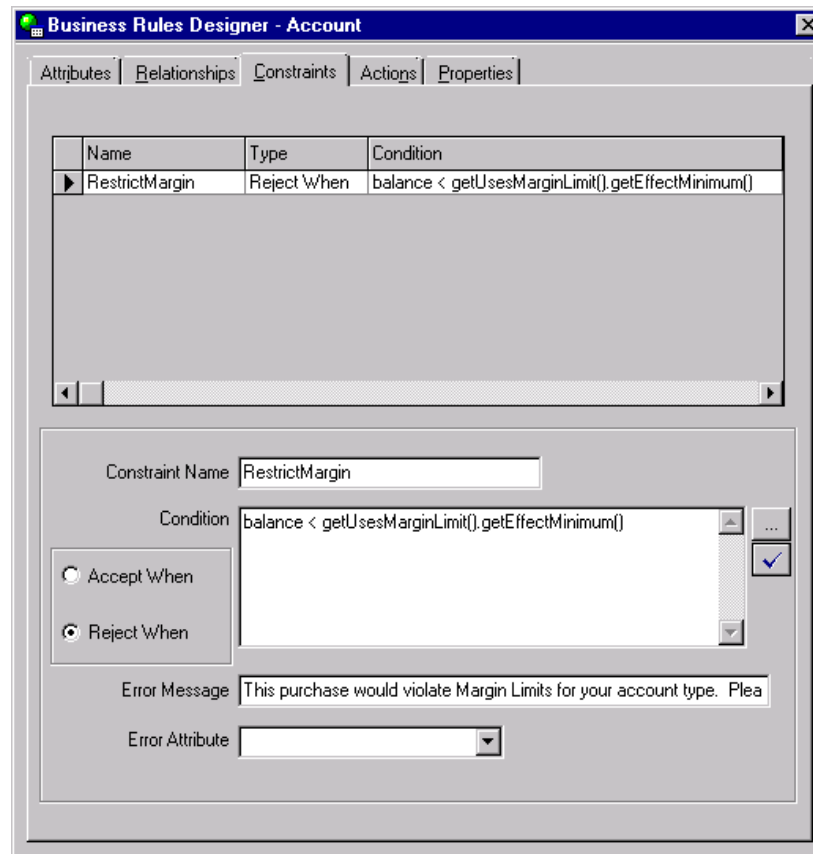 Business Rules Designer - Account
Attributes Relationships Constraints Actions Properties
Name Type Condition
RestrictMargin Reject When balance < getUsesMarginLimit().getEffectMinimum()
Constraint Name RestrictMargin
Condition balance < getUsesMarginLimit().getEffectMinimum()
...
Accept When
Reject When
Error Message This purchase would violate Margin Limits for your account type.  Plea
Error Attribute